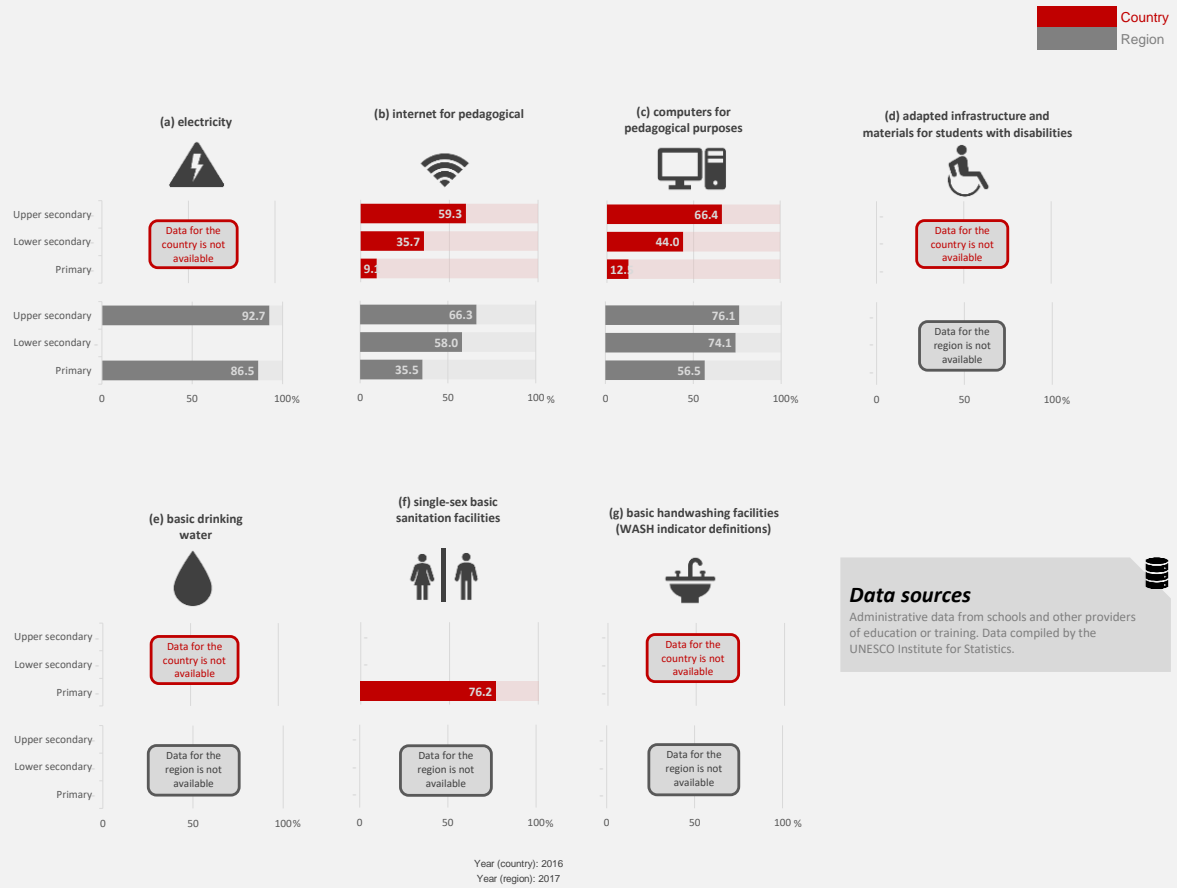 Country
Region
(a) electricity
(b) internet for pedagogical
(c) computers for
pedagogical purposes
(d) adapted infrastructure and
materials for students with disabilities
Upper secondary
Lower secondary
Primary
Data for the
country is not
available
59.3
35.7
9.
66.4
44.0
12.
Data for the
country is not
available
Upper secondary
Lower secondary
Primary
92.7
86.5
66.3
58.0
35.5
76.1
74.1
56.5
Data for the
region is not
available
0 50 100%
0 50 100 %
0 50 100%
0 50 100%
(e) basic drinking
water
(f) single-sex basic
sanitation facilities
(g) basic handwashing facilities
(WASH indicator definitions)
Data sources
Administrative data from schools and other providers
of education or training. Data compiled by the
UNESCO Institute for Statistics.
Upper secondary
Lower secondary
Primary
Data for the
country is not
available
76.2
Data for the
country is not
available
Upper secondary
Lower secondary
Primary
Data for the
region is not
available
Data for the
region is not
available
Data for the
region is not
available
0 50 100%
0 50 100%
0 50 100 %
Year (country): 2016
Year (region): 2017